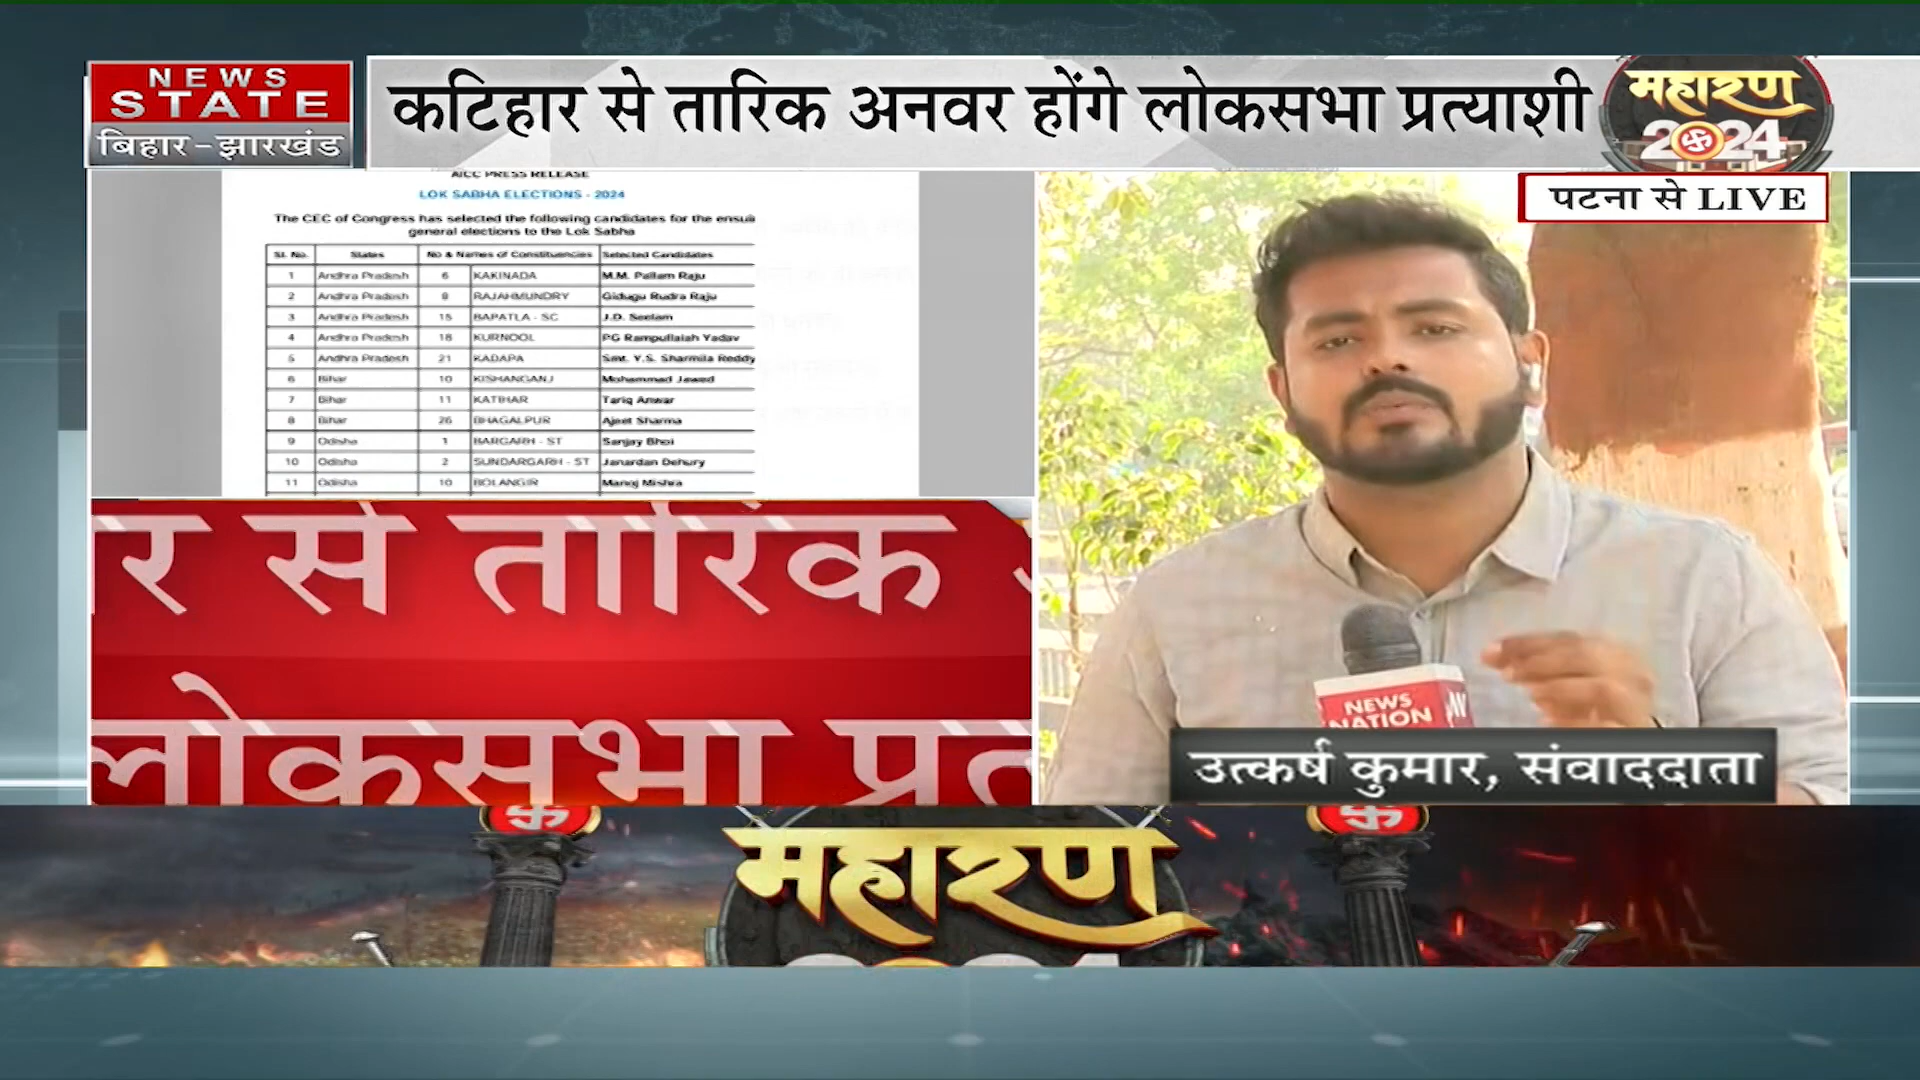 NEWS
STATE
बिहार-झारखंड
कटिहार से तारिक अनवर होंगे लोकसभा प्रत्याशी
महारण
2024
पटना से LIVE
AICC PRESS RELEASE
LOK SABHA ELECTIONS - 2024
The CEC of Congress has selected the following candidates for the
general elections to the Lok Sabha
Sl. No. States No & Names of Constituencies Selected Candidates
1 Andhra Pradesh 6 KAKINADA M.M. Pallam Raju
2 Andhra Pradesh 8 RAJAHMUNDRY Gidugu Rudra Raju
3 Andhra Pradesh 15 BAPATLA - SC J.D. Seelam
4 Andhra Pradesh 18 KURNOOL PG Rampullaiah Yadav
5 Andhra Pradesh 21 KADAPA Smt. Y.S. Sharmila Reddy
6 Bihar 10 KISHANGANJ Mohammad Jawed
7 Bihar 11 KATIHAR Tariq Anwar
8 Bihar 26 BHAGALPUR Ajeet Sharma
9 Odisha 1 BARGARH - ST Sanjay Bhoi
10 Odisha 2 SUNDARGARH - ST Janardan Dehury
11 Odisha 10 BOLANGIR Manoj Mishra
र से तारिक
लोकसभा प्रत
NEWS
NATION
उत्कर्ष कुमार, संवाददाता
महारण